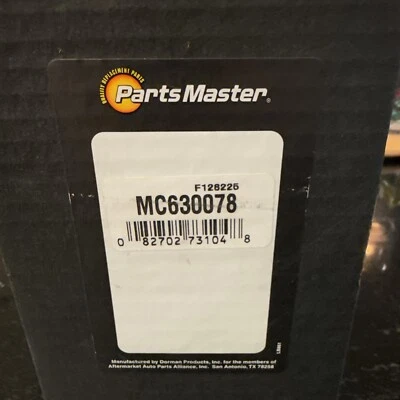 QUALITY REPLACEMENT PARTS
PartsMaster®
F126226
MC630078
0 82702 73104 8
Manufactured by Dorman Products, Inc. for the members of
Aftermarket Auto Parts Alliance, Inc. San Antonio, TX 78258